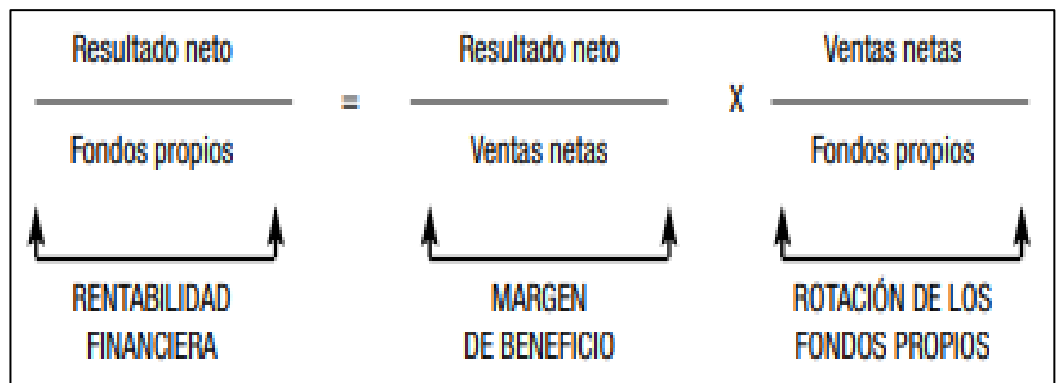 Resultado neto Resultado neto Ventas netas
= X
Fondos propios Ventas netas Fondos propios
RENTABILIDAD MARGEN ROTACIÓN DE LOS
FINANCIERA DE BENEFICIO FONDOS PROPIOS